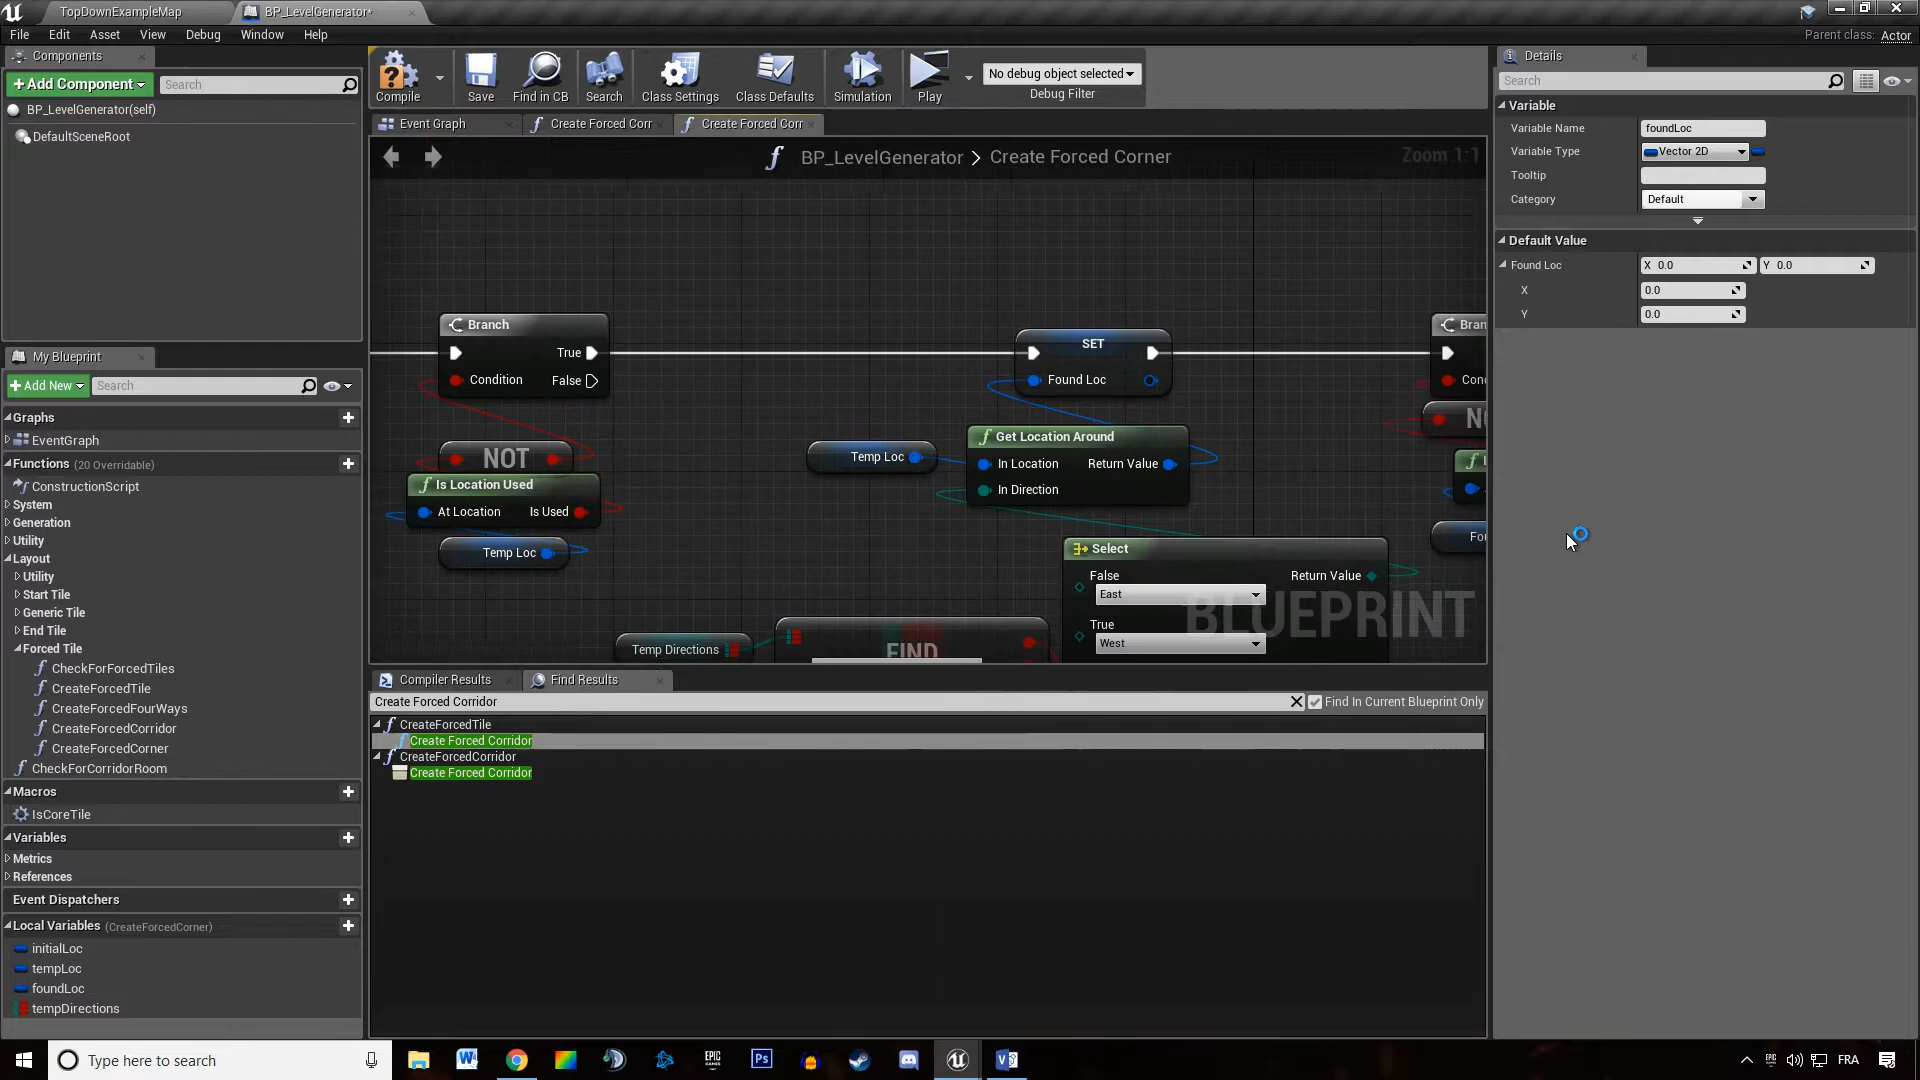 TopDownExampleMap
BP_LevelGenerator*
File Edit Asset View Debug Window Help
Parent class: Actor
Components
+Add Component
Search
BP_LevelGenerator(self)
DefaultSceneRoot
Compile
Save
Find in CB
Search
Class Settings
Class Defaults
Simulation
Play
No debug object selected
Debug Filter
Event Graph
Create Forced Corr
Create Forced Corr
BP_LevelGenerator > Create Forced Corner
Zoom 1:1
Branch
True
Condition
False
NOT
Is Location Used
At Location
Is Used
Temp Loc
SET
Found Loc
Temp Loc
Get Location Around
In Location
Return Value
In Direction
Select
False
Return Value
East
True
West
BLUEPRINT
Temp Directions
FIND
Bran
Conc
NO
Fo
My Blueprint
+Add New
Search
Graphs
EventGraph
Functions (20 Overridable)
ConstructionScript
System
Generation
Utility
Layout
Utility
Start Tile
Generic Tile
End Tile
Forced Tile
CheckForForcedTiles
CreateForcedTile
CreateForcedFourWays
CreateForcedCorridor
CreateForcedCorner
CheckForCorridorRoom
Macros
IsCoreTile
Variables
Metrics
References
Event Dispatchers
Local Variables (CreateForcedCorner)
initialLoc
tempLoc
foundLoc
tempDirections
Compiler Results
Find Results
Create Forced Corridor
Find In Current Blueprint Only
CreateForcedTile
Create Forced Corridor
CreateForcedCorridor
Create Forced Corridor
Details
Search
Variable
Variable Name
foundLoc
Variable Type
Vector 2D
Tooltip
Category
Default
Default Value
Found Loc
X 0.0
Y 0.0
X
0.0
Y
0.0
Type here to search
EPIC GAMES
Ps
FRA